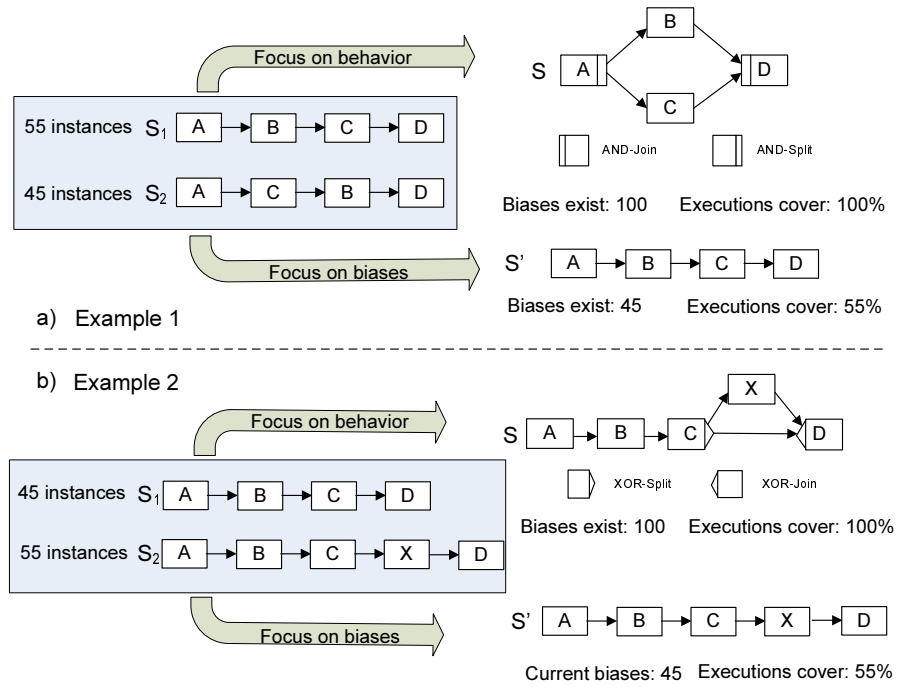 Focus on behavior
S A B C D
55 instances S1 A B C D
AND-Join AND-Split
45 instances S2 A C B D
Biases exist: 100 Executions cover: 100%
Focus on biases
S' A B C D
Biases exist: 45 Executions cover: 55%
a) Example 1
b) Example 2
Focus on behavior
S A B C X D
45 instances S1 A B C D
XOR-Split XOR-Join
Biases exist: 100 Executions cover: 100%
55 instances S2 A B C X D
Focus on biases
S' A B C X D
Current biases: 45 Executions cover: 55%